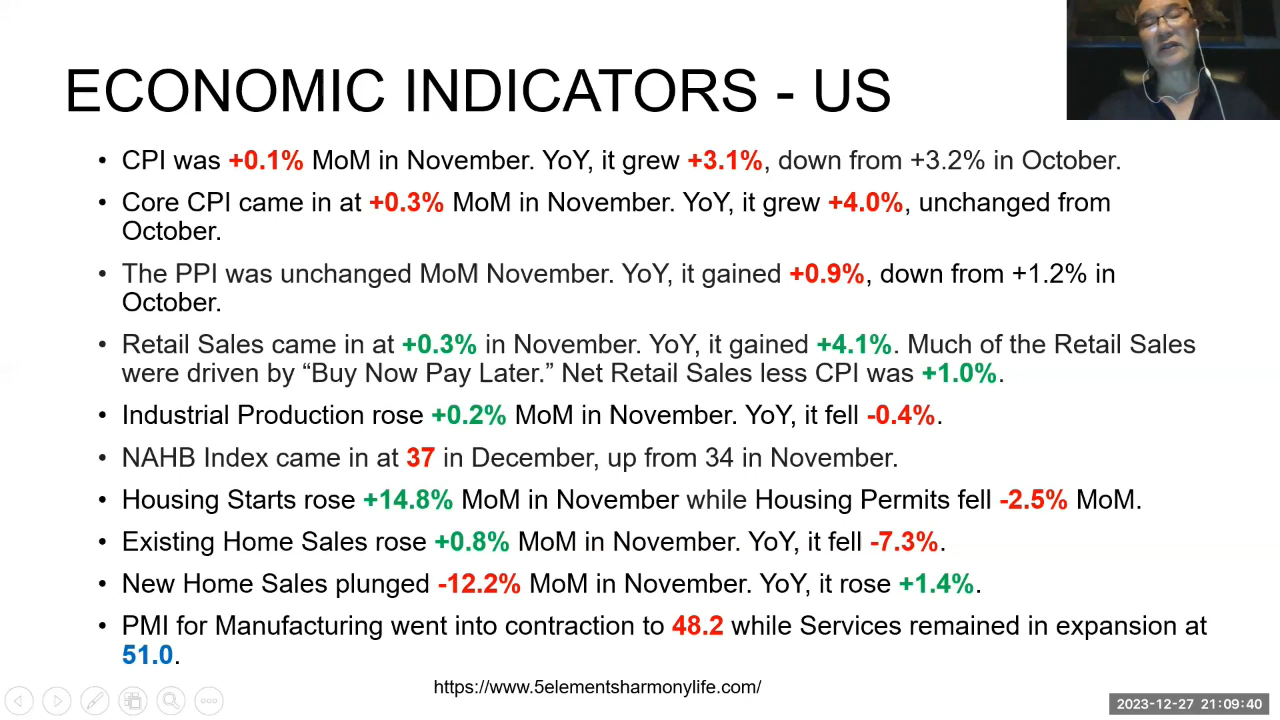 ECONOMIC INDICATORS - US
• CPI was +0.1% MoM in November. YoY, it grew +3.1%, down from +3.2% in October.
• Core CPI came in at +0.3% MoM in November. YoY, it grew +4.0%, unchanged from
October.
• The PPI was unchanged MoM November. YoY, it gained +0.9%, down from +1.2% in
October.
• Retail Sales came in at +0.3% in November. YoY, it gained +4.1%. Much of the Retail Sales
were driven by “Buy Now Pay Later.” Net Retail Sales less CPI was +1.0%.
• Industrial Production rose +0.2% MoM in November. YoY, it fell -0.4%.
• NAHB Index came in at 37 in December, up from 34 in November.
• Housing Starts rose +14.8% MoM in November while Housing Permits fell -2.5% MoM.
• Existing Home Sales rose +0.8% MoM in November. YoY, it fell -7.3%.
• New Home Sales plunged -12.2% MoM in November. YoY, it rose +1.4%.
• PMI for Manufacturing went into contraction to 48.2 while Services remained in expansion at
51.0.
https://www.5elementsharmonylife.com/
2023-12-27 21:09:40